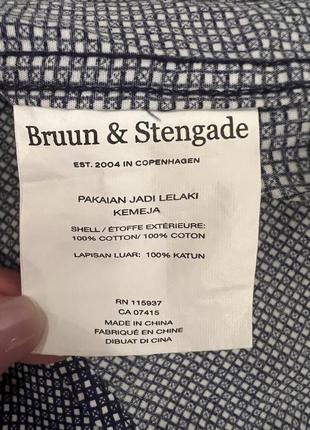 Bruun & Stengade
EST. 2004 IN COPENHAGEN
PAKAIAN JADI LELAKI
KEMEJA
SHELL / ÉTOFFE EXTÉRIEURE:
100% COTTON/ 100% COTON
LAPISAN LUAR: 100% KATUN
RN 115937
CA 07415
MADE IN CHINA
FABRIQUÉ EN CHINE
DIBUAT DI CINA